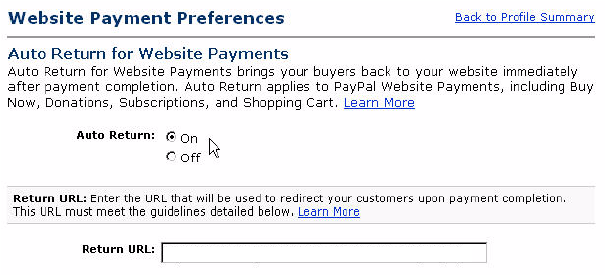 Website Payment Preferences
Back to Profile Summary
Auto Return for Website Payments
Auto Return for Website Payments brings your buyers back to your website immediately
after payment completion. Auto Return applies to PayPal Website Payments, including Buy
Now, Donations, Subscriptions, and Shopping Cart. Learn More
Auto Return: On
Off
Return URL: Enter the URL that will be used to redirect your customers upon payment completion.
This URL must meet the guidelines detailed below. Learn More
Return URL: